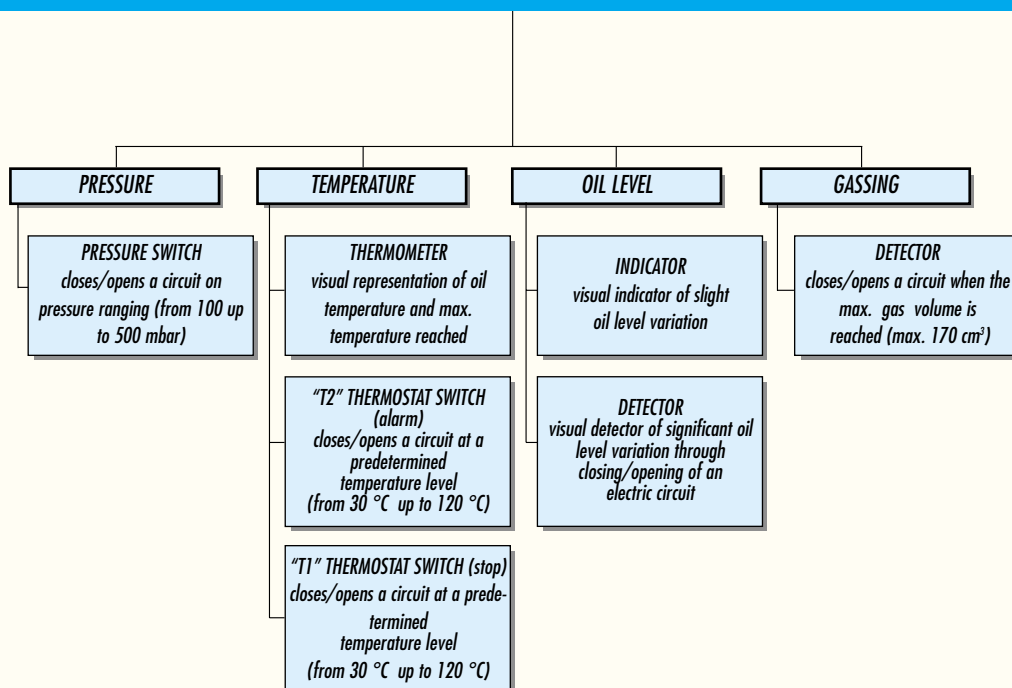 PRESSURE
TEMPERATURE
OIL LEVEL
GASSING
PRESSURE SWITCH
closes/opens a circuit on
pressure ranging (from 100 up
to 500 mbar)
THERMOMETER
visual representation of oil
temperature and max.
temperature reached
INDICATOR
visual indicator of slight
oil level variation
DETECTOR
closes/opens a circuit when the
max. gas volume is
reached (max. 170 cm³)
“T2” THERMOSTAT SWITCH
(alarm)
closes/opens a circuit at a
predetermined
temperature level
(from 30 °C up to 120 °C)
DETECTOR
visual detector of significant oil
level variation through
closing/opening of an
electric circuit
“T1” THERMOSTAT SWITCH (stop)
closes/opens a circuit at a prede-
termined
temperature level
(from 30 °C up to 120 °C)